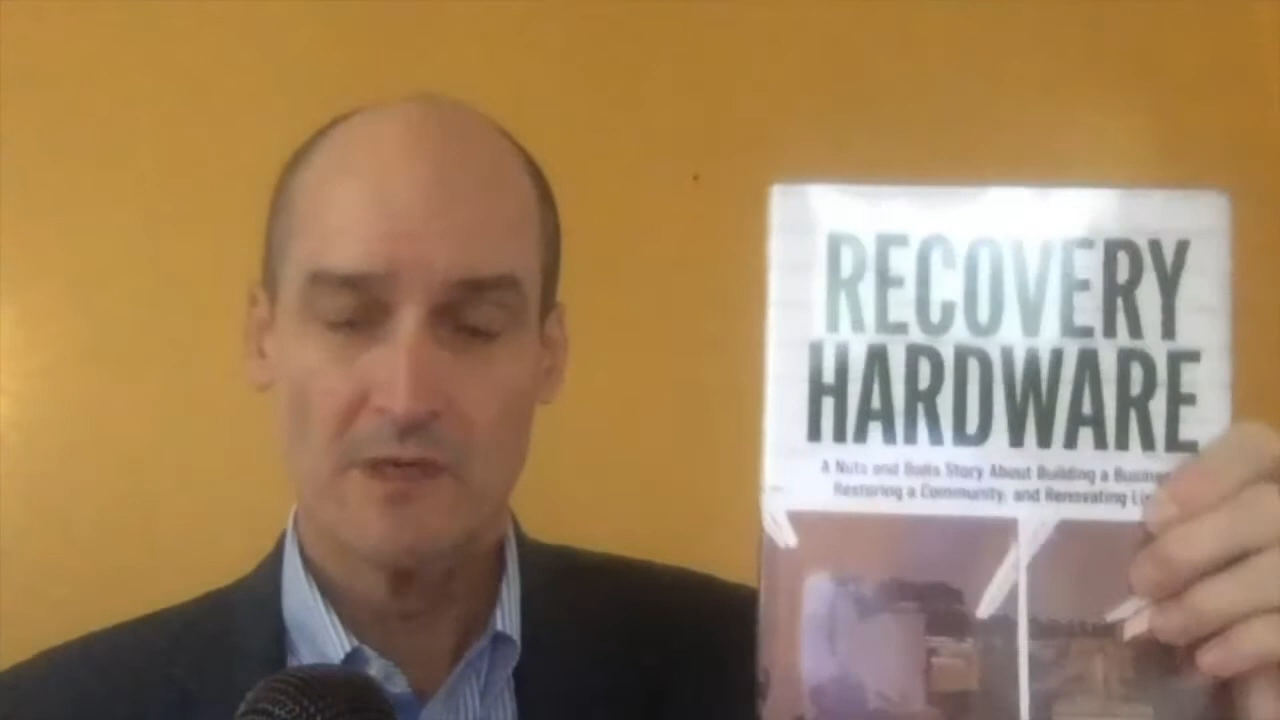 RECOVERY
HARDWARE
A Nuts and Bolts Story About Building a
Restoring a Community, and Renovating